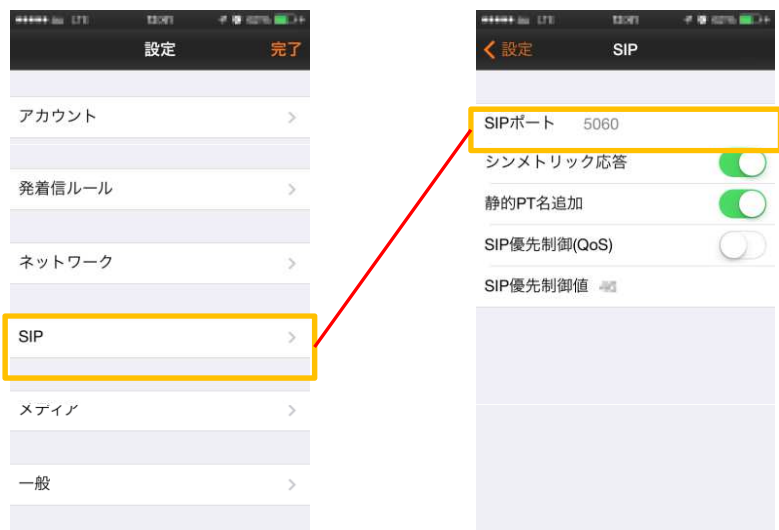 LTE
設定 完了
アカウント
発着信ルール
ネットワーク
SIP
メディア
一般
LTE
設定 SIP
SIPポート 5060
シンメトリック応答
静的PT名追加
SIP優先制御(QoS)
SIP優先制御値